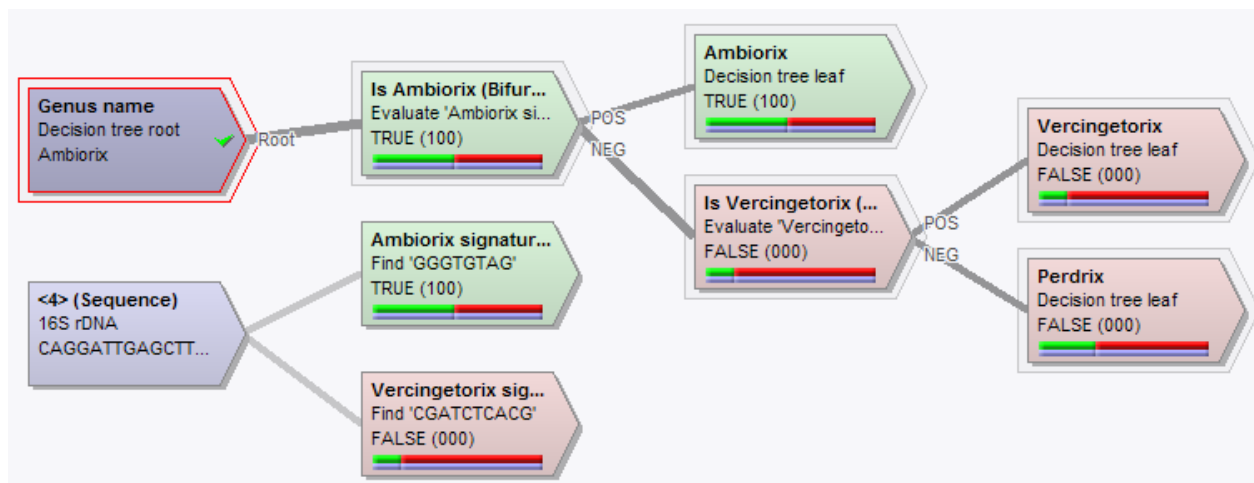 Genus name
Decision tree root
Ambiorix
Root
Is Ambiorix (Bifur...
Evaluate 'Ambiorix si...
TRUE (100)
POS
NEG
Ambiorix
Decision tree leaf
TRUE (100)
Is Vercingetorix (...
Evaluate 'Vercingeto...
FALSE (000)
POS
NEG
Vercingetorix
Decision tree leaf
FALSE (000)
Perdrix
Decision tree leaf
FALSE (000)
<4> (Sequence)
16S rDNA
CAGGATTGAGCTT...
Ambiorix signatur...
Find 'GGGTGTAG'
TRUE (100)
Vercingetorix sig...
Find 'CGATCTCACG'
FALSE (000)